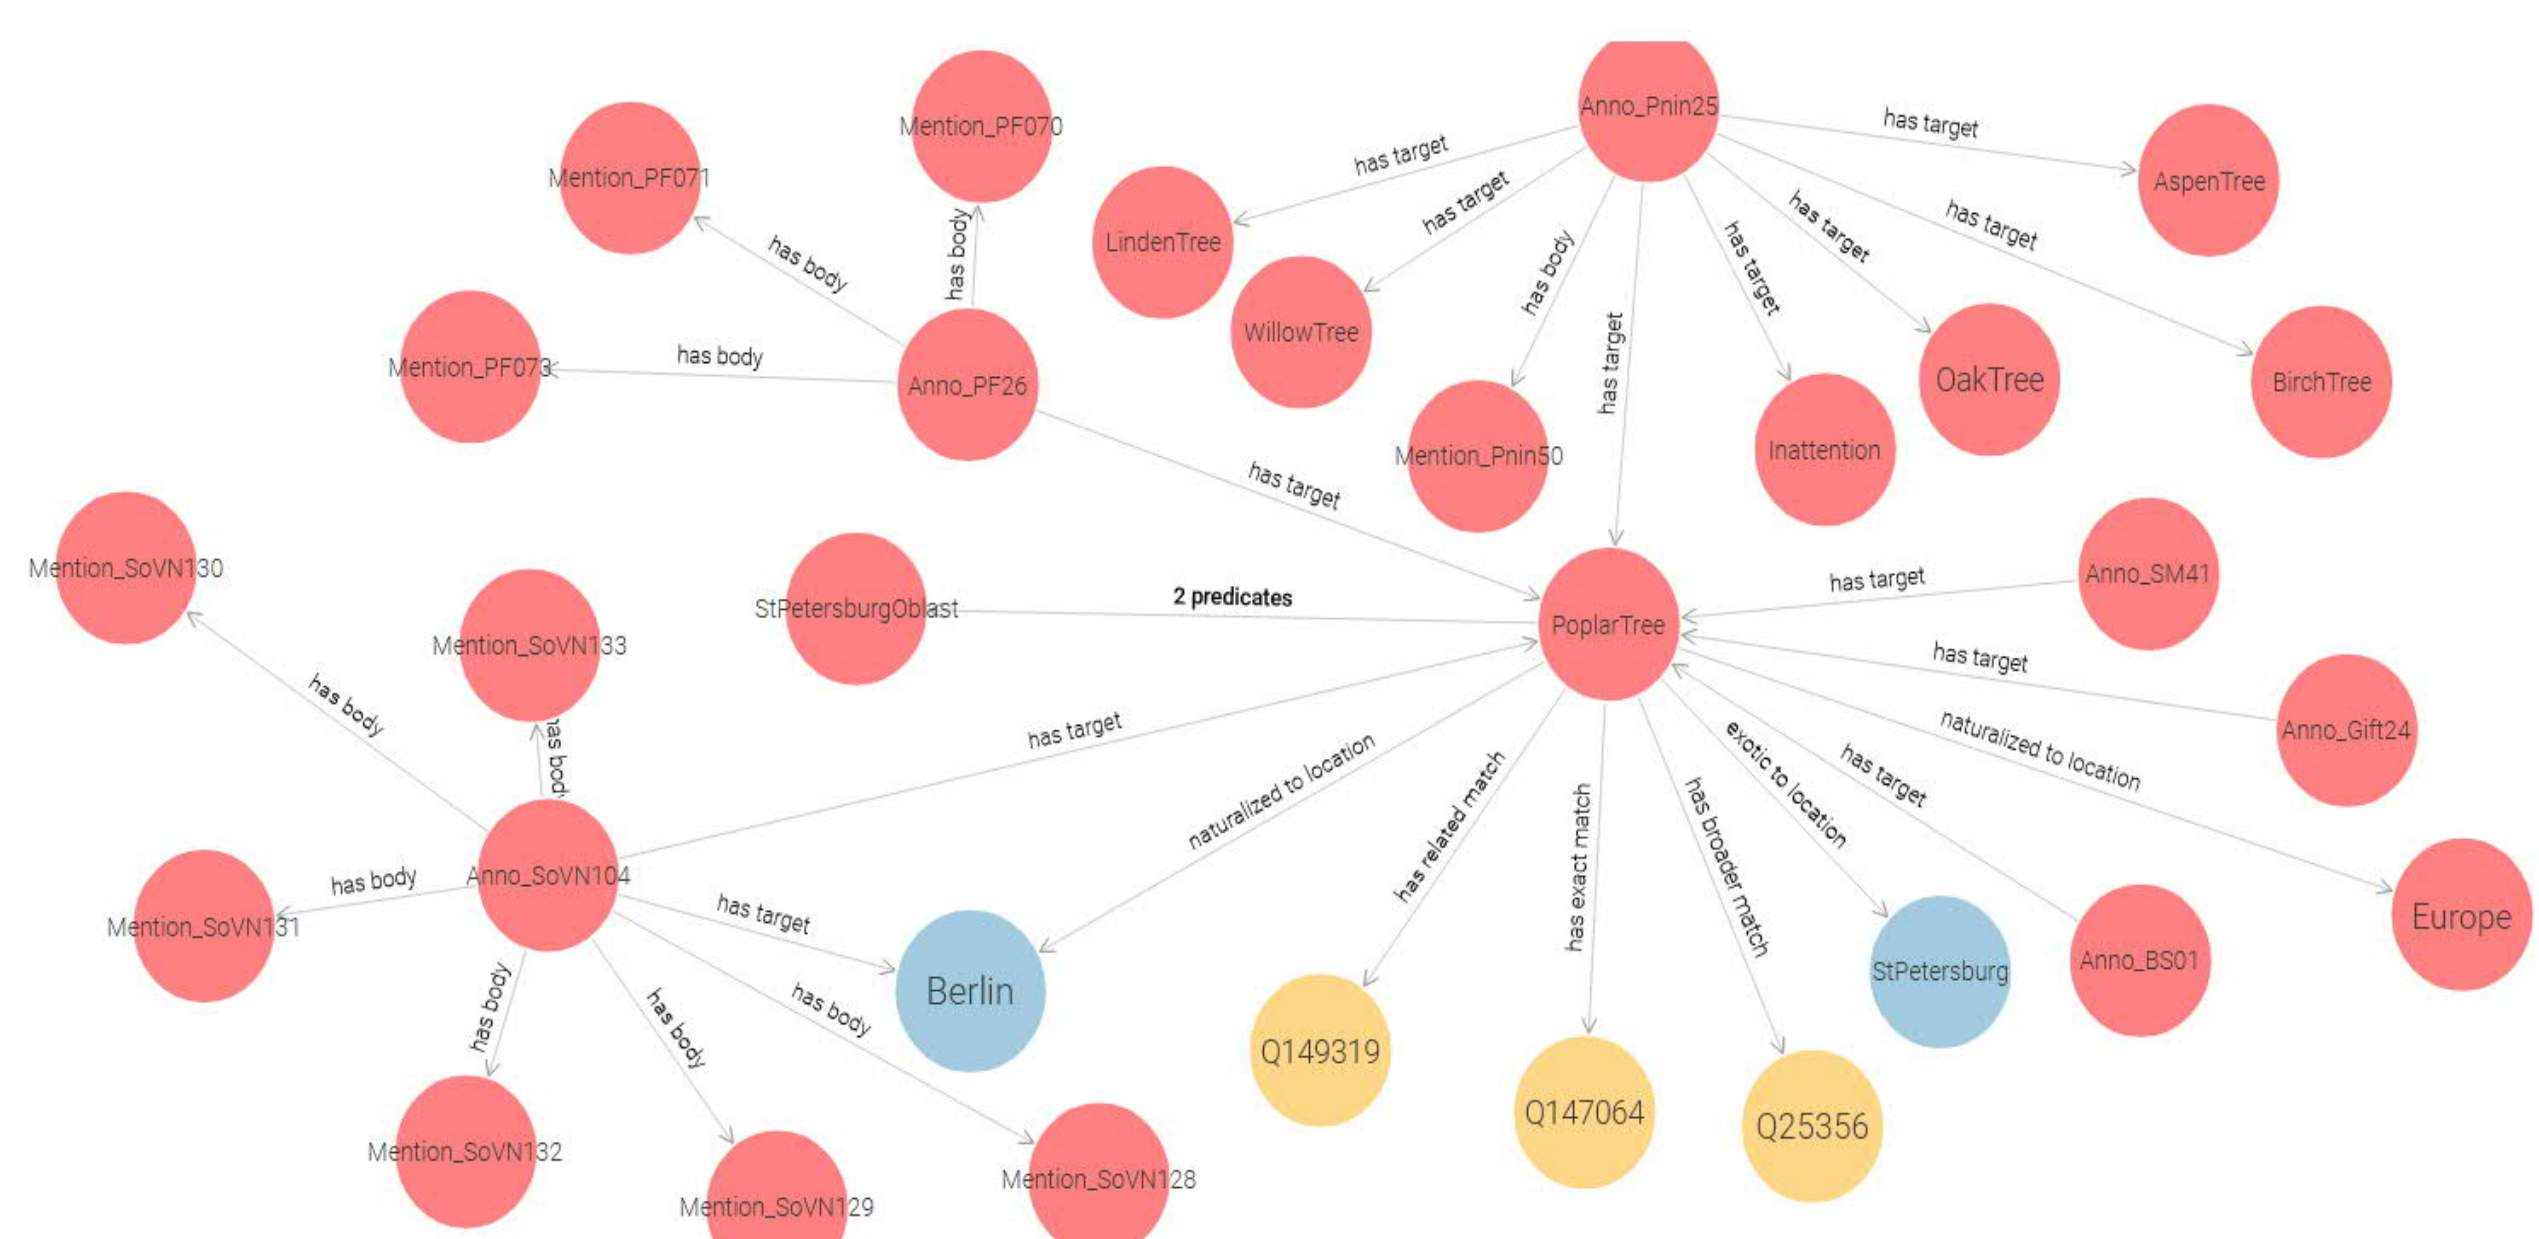 Anno_Pnin25
Mention_PF070
has target
AspenTree
Mention_PF071
has target
has target
has target
has target
has target
LindenTree
has body
has body
has body
has target
WillowTree
has target
Mention_PF073
has body
Anno_PF26
OakTree
BirchTree
Mention_Pnin50
Inattention
has target
Mention_SoVN130
Anno_SM41
has target
StPetersburgOblast
2 predicates
PoplarTree
Mention_SoVN133
has target
has body
has body
has target
naturalized to location
Anno_Gift24
naturalized to location
has related match
has exact match
has broader match
exotic to location
has target
Anno_SoVN104
has body
Mention_SoVN131
has target
Europe
StPetersburg
Anno_BS01
Berlin
has body
has body
has body
Q149319
Q147064
Q25356
Mention_SoVN132
Mention_SoVN129
Mention_SoVN128